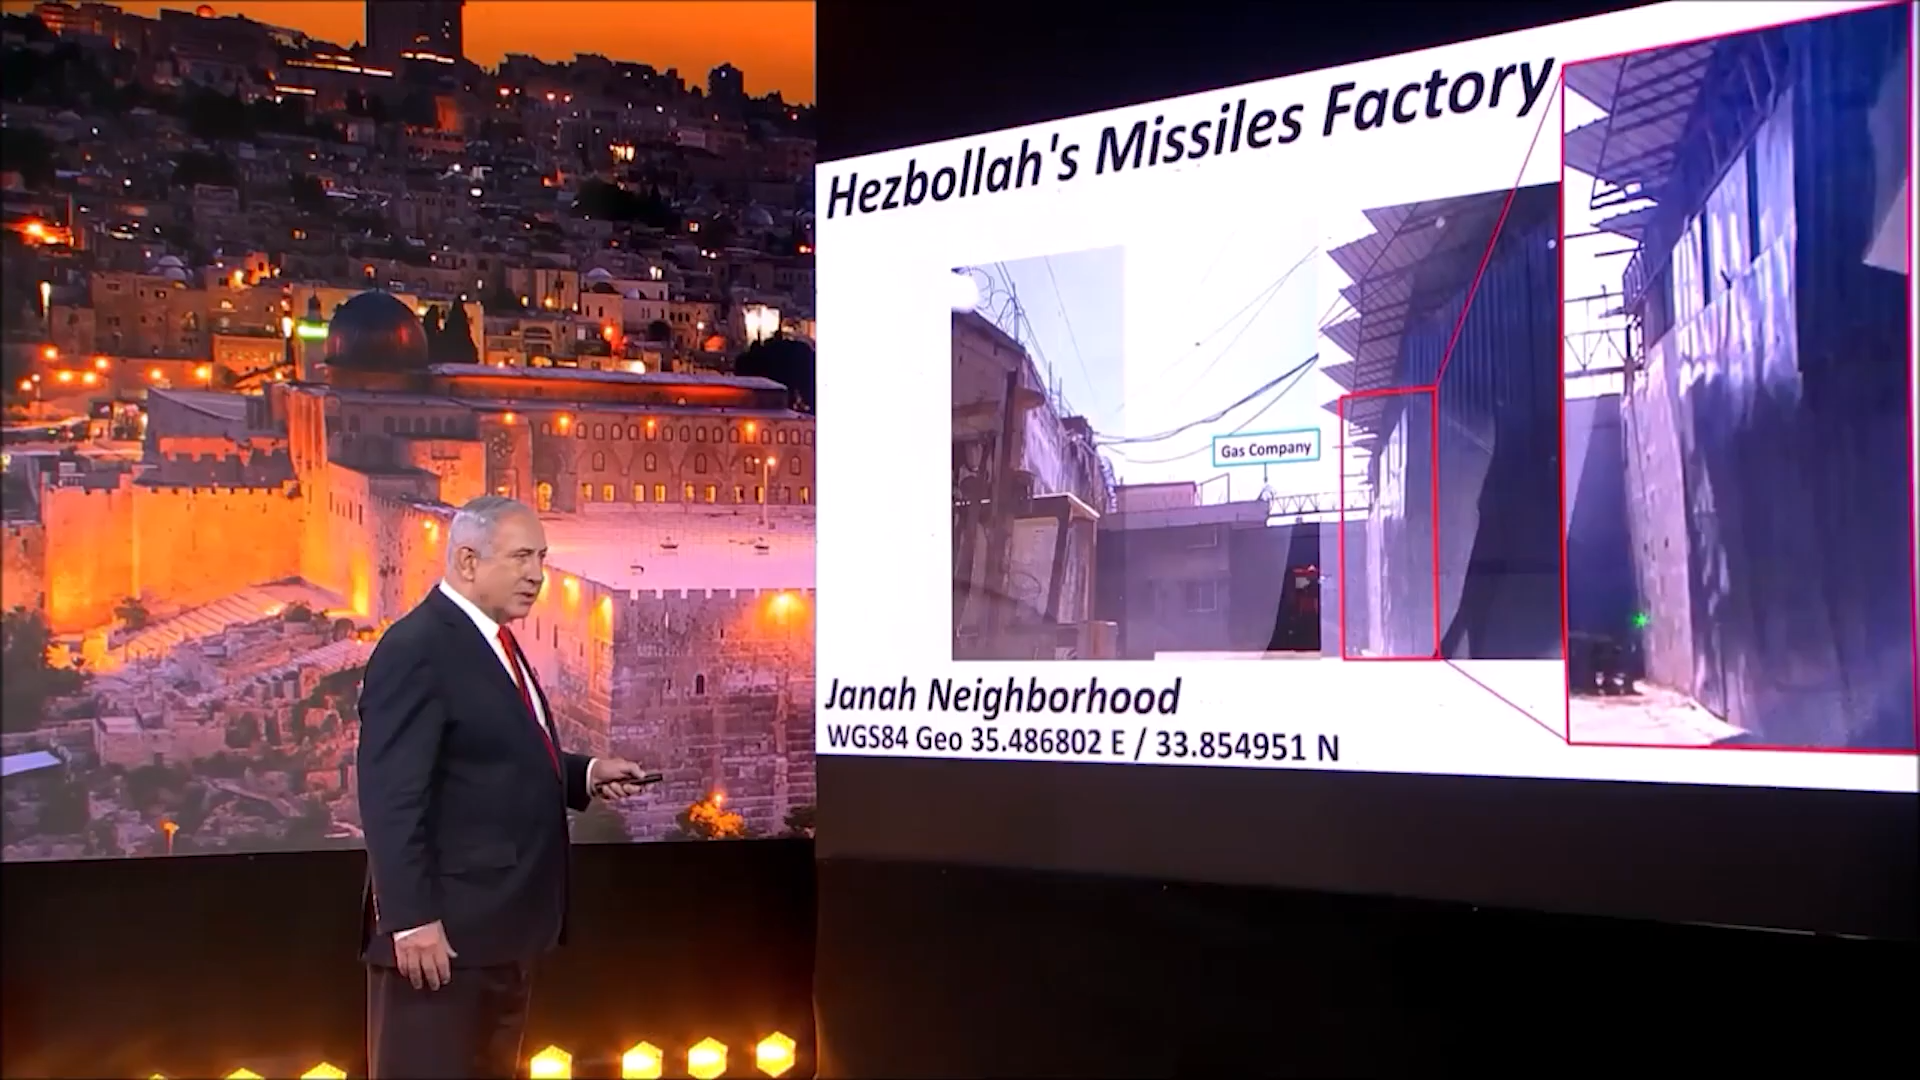 Hezbollah's Missiles Factory
Gas Company
Janah Neighborhood
WGS84 Geo 35.486802 E / 33.854951 N